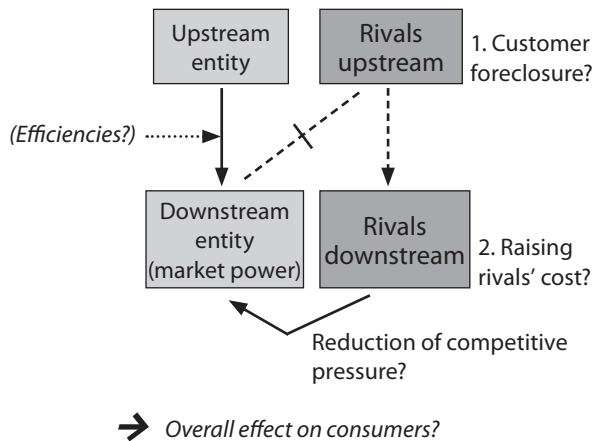 Upstream
entity
Rivals
upstream
1. Customer
foreclosure?
(Efficiencies?)
Downstream
entity
(market power)
Rivals
downstream
2. Raising
rivals’ cost?
Reduction of competitive
pressure?
Overall effect on consumers?